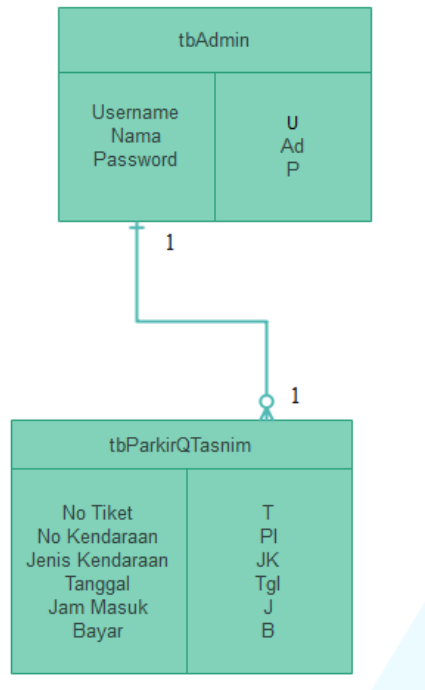 tbAdmin
Username
Nama
Password
U
Ad
P
1
1
tbParkirQTasnim
No Tiket
No Kendaraan
Jenis Kendaraan
Tanggal
Jam Masuk
Bayar
T
Pl
JK
Tgl
J
B